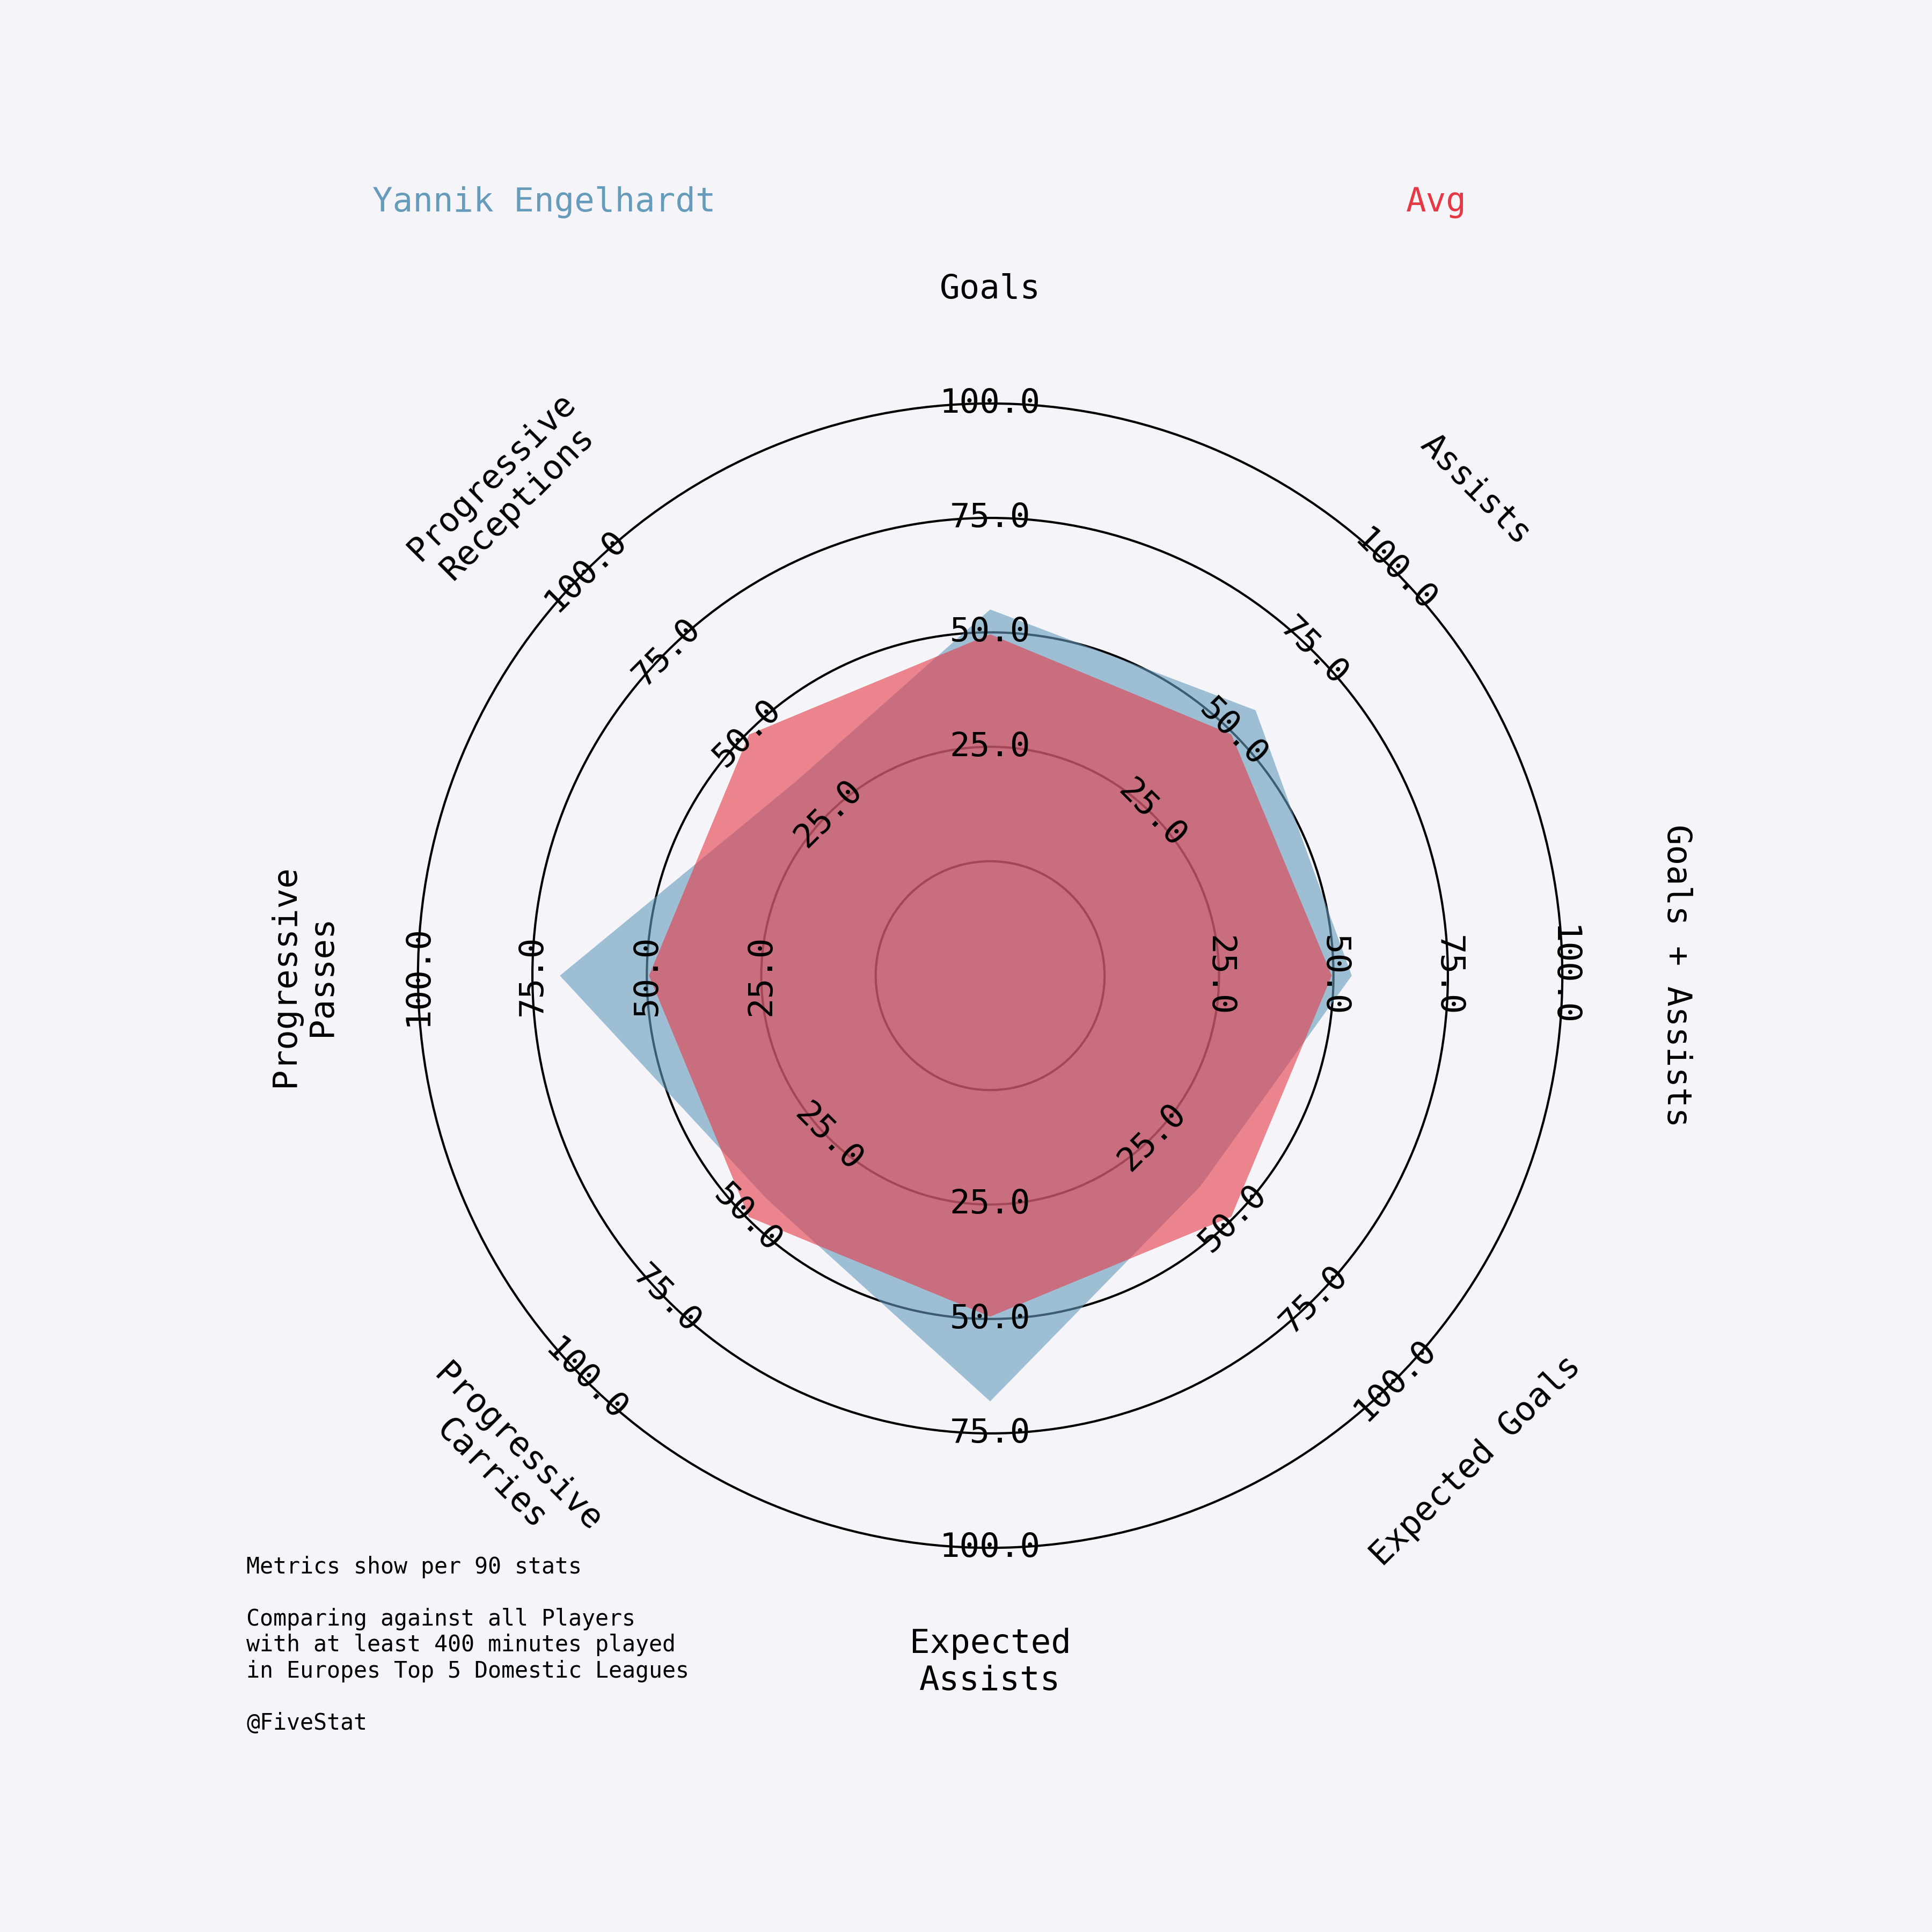 Yannik Engelhardt
Avg
Goals
Assists
Goals + Assists
Expected Goals
Expected
Assists
Progressive
Carries
Progressive
Passes
Progressive
Receptions
100.0
75.0
50.0
25.0
100.0
75.0
50.0
25.0
100.0
75.0
50.0
25.0
100.0
75.0
50.0
25.0
25.0
50.0
75.0
100.0
25.0
50.0
75.0
100.0
100.0
75.0
50.0
25.0
100.0
75.0
50.0
25.0
Metrics show per 90 stats
Comparing against all Players
with at least 400 minutes played
in Europes Top 5 Domestic Leagues
@FiveStat